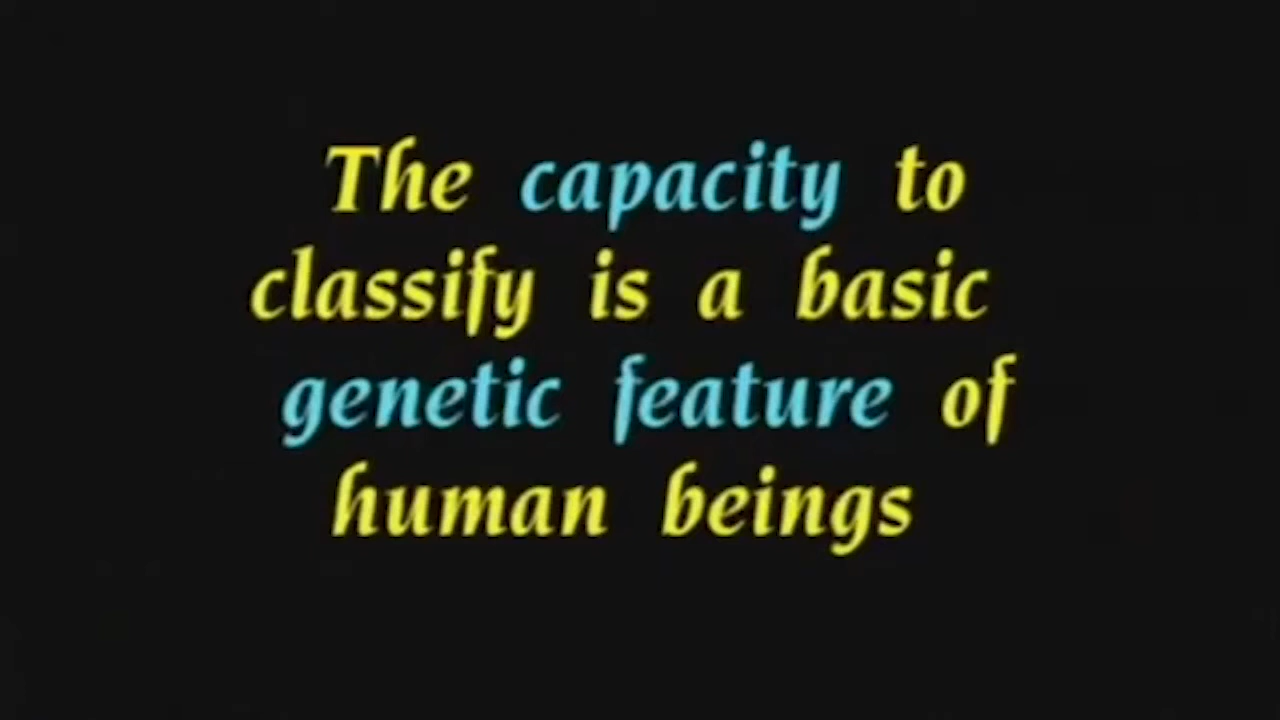 The capacity to
classify is a basic
genetic feature of
human beings